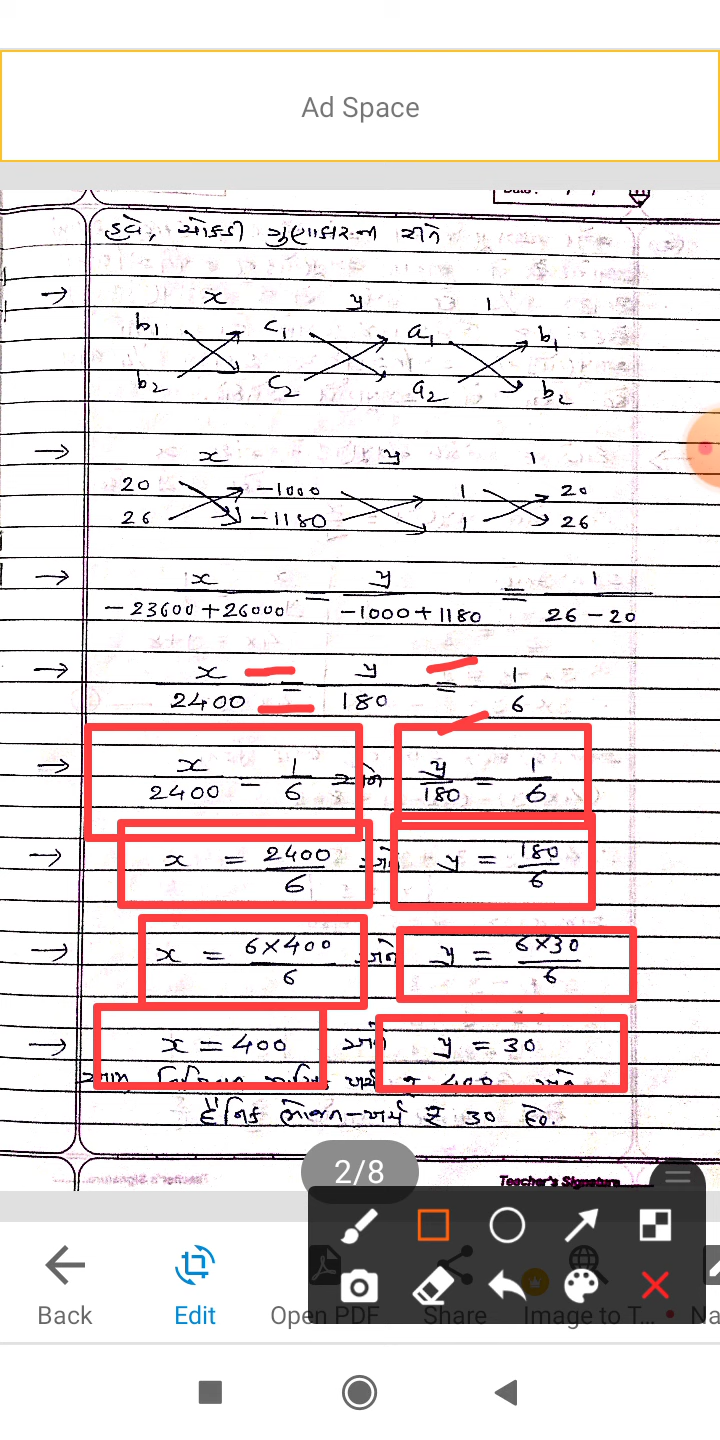 Ad Space
હવે, ચોકડી ગુણાકારની રીતે
→ x y 1
b₁ c₁ a₁ b₁
b₂ c₂ a₂ b₂
→ x y 1
20 -1000 1 20
26 -1180 1 26
→ x/(-23600+26000) = y/(-1000+1180) = 1/(26-20)
→ x/2400 = y/180 = 1/6
→ x/2400 = 1/6 અને y/180 = 1/6
→ x = 2400/6 અને y = 180/6
→ x = 6×400/6 અને y = 6×30/6
→ x = 400 અને y = 30
ખર્ચ ₹ 400 અને
દૈનિક ભોજન-ખર્ચ ₹ 30 છે.
2/8
Teacher's Signature
Back
Edit
Open PDF
Share
Image to T...
Na